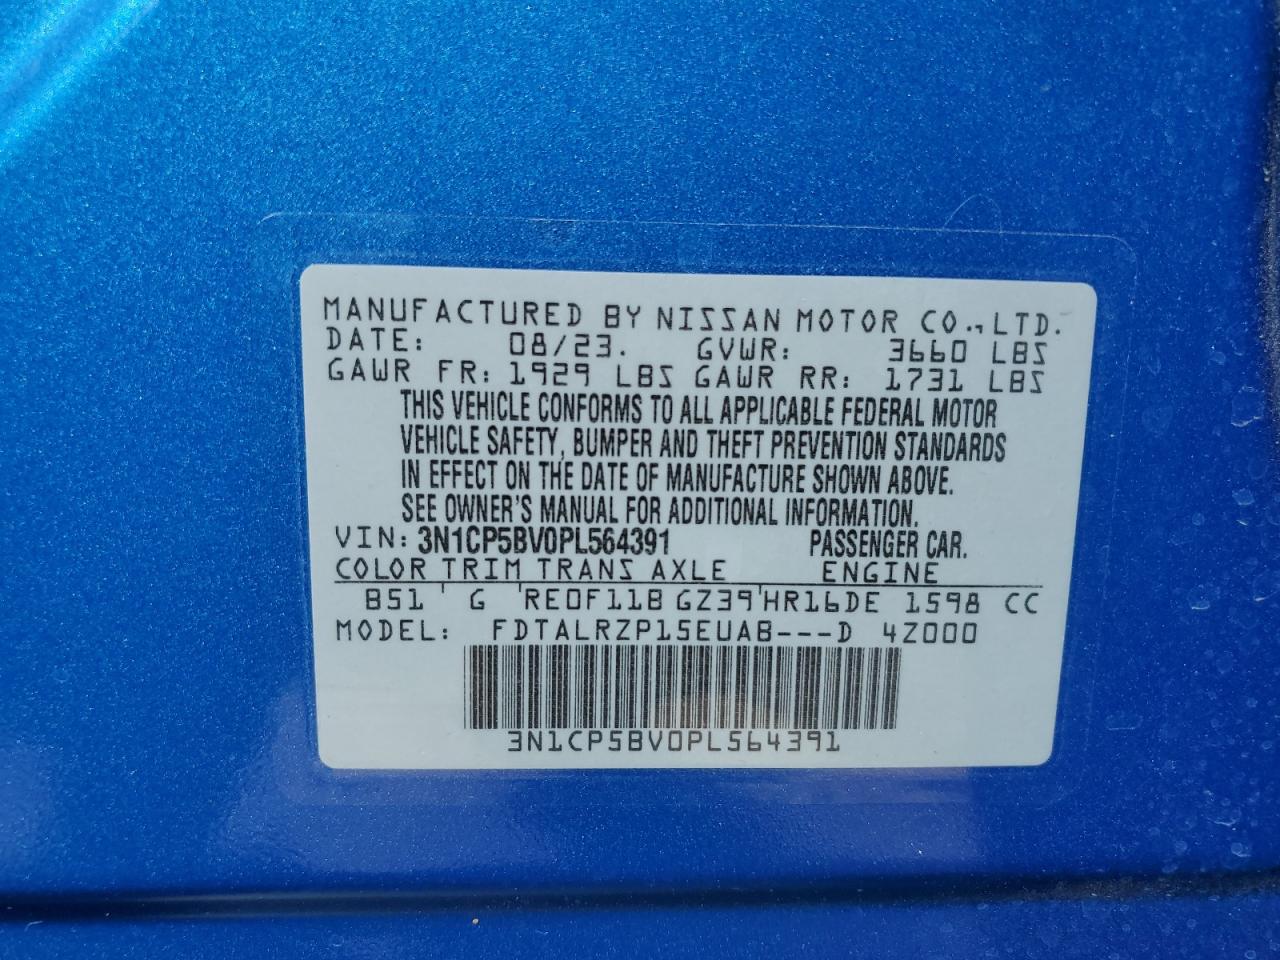 MANUFACTURED BY NISSAN MOTOR CO., LTD.
DATE: 08/23. GVWR: 3660 LBS
GAWR FR: 1929 LBS GAWR RR: 1731 LBS
THIS VEHICLE CONFORMS TO ALL APPLICABLE FEDERAL MOTOR
VEHICLE SAFETY, BUMPER AND THEFT PREVENTION STANDARDS
IN EFFECT ON THE DATE OF MANUFACTURE SHOWN ABOVE.
SEE OWNER'S MANUAL FOR ADDITIONAL INFORMATION.
VIN: 3N1CP5BV0PL564391 PASSENGER CAR.
COLOR TRIM TRANS AXLE ENGINE
B51 G RE0F11B GZ39 HR16DE 1598 CC
MODEL: FDTALRZP15EUAB---D 4Z000
3N1CP5BV0PL564391